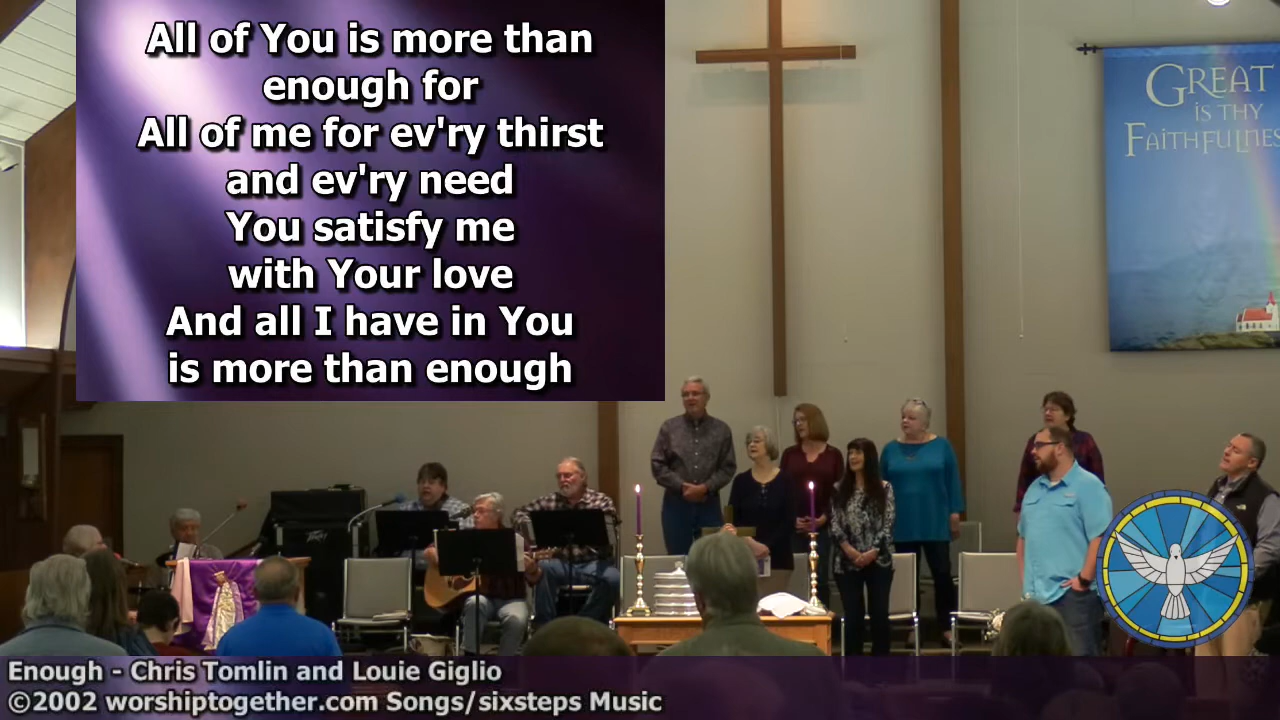 All of You is more than
enough for
All of me for ev'ry thirst
and ev'ry need
You satisfy me
with Your love
And all I have in You
is more than enough
GREAT
IS THY
FAITHFULNES
PEAVEY
Enough - Chris Tomlin and Louie Giglio
©2002 worshiptogether.com Songs/sixsteps Music